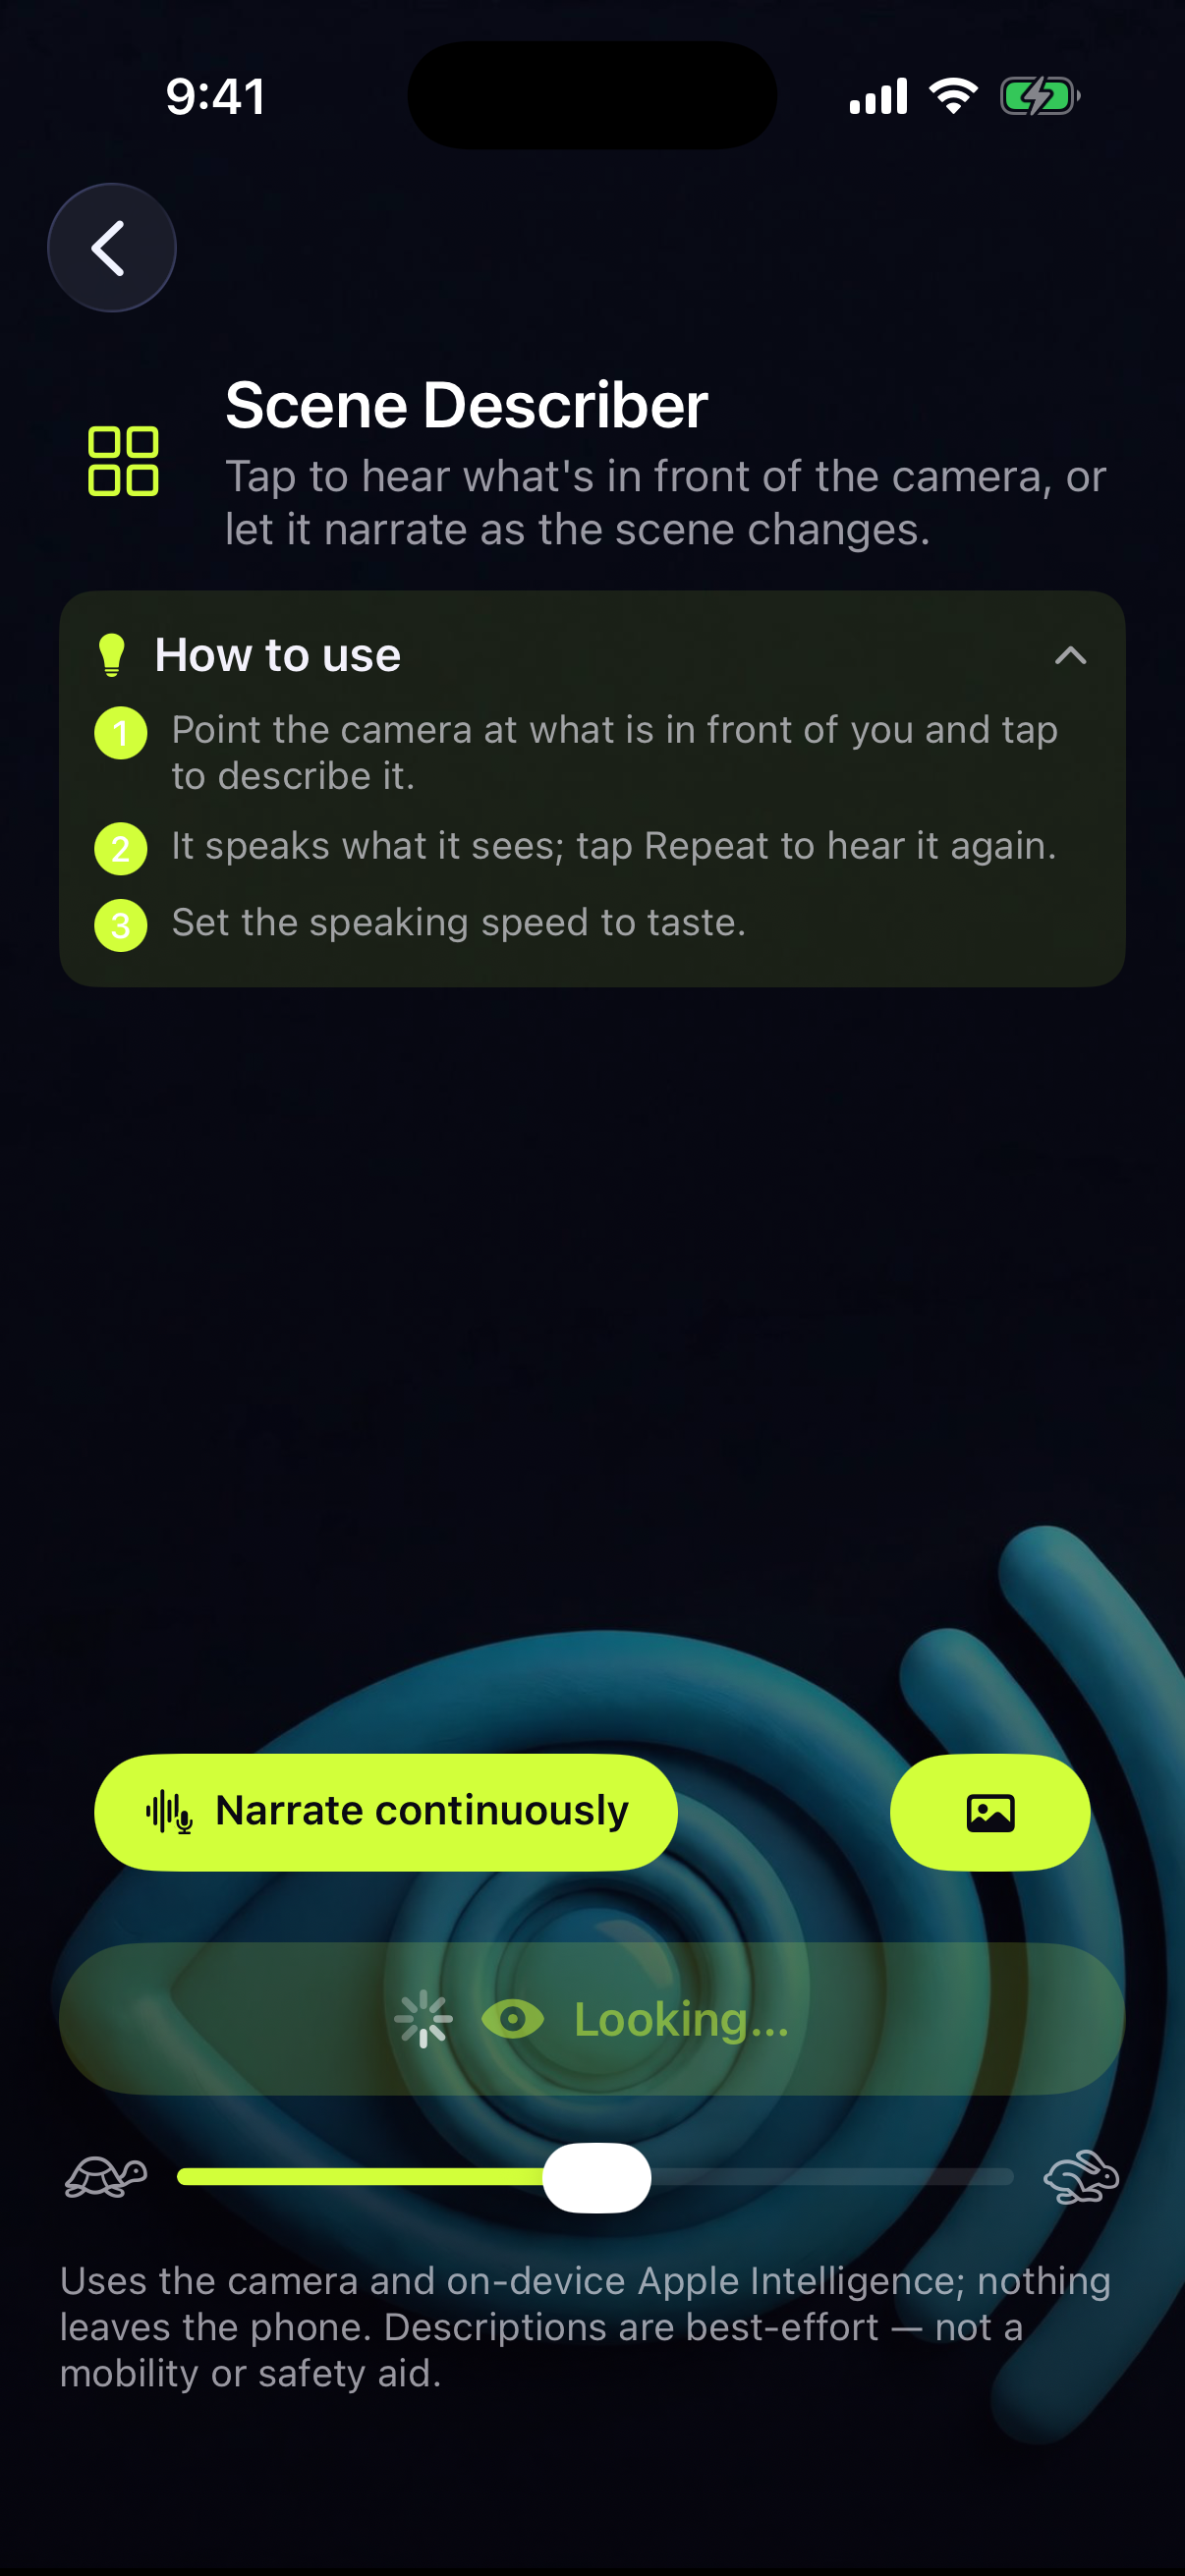 9:41
Scene Describer
Tap to hear what's in front of the camera, or
let it narrate as the scene changes.
How to use
1 Point the camera at what is in front of you and tap
to describe it.
2 It speaks what it sees; tap Repeat to hear it again.
3 Set the speaking speed to taste.
Narrate continuously
Looking...
Uses the camera and on-device Apple Intelligence; nothing
leaves the phone. Descriptions are best-effort — not a
mobility or safety aid.